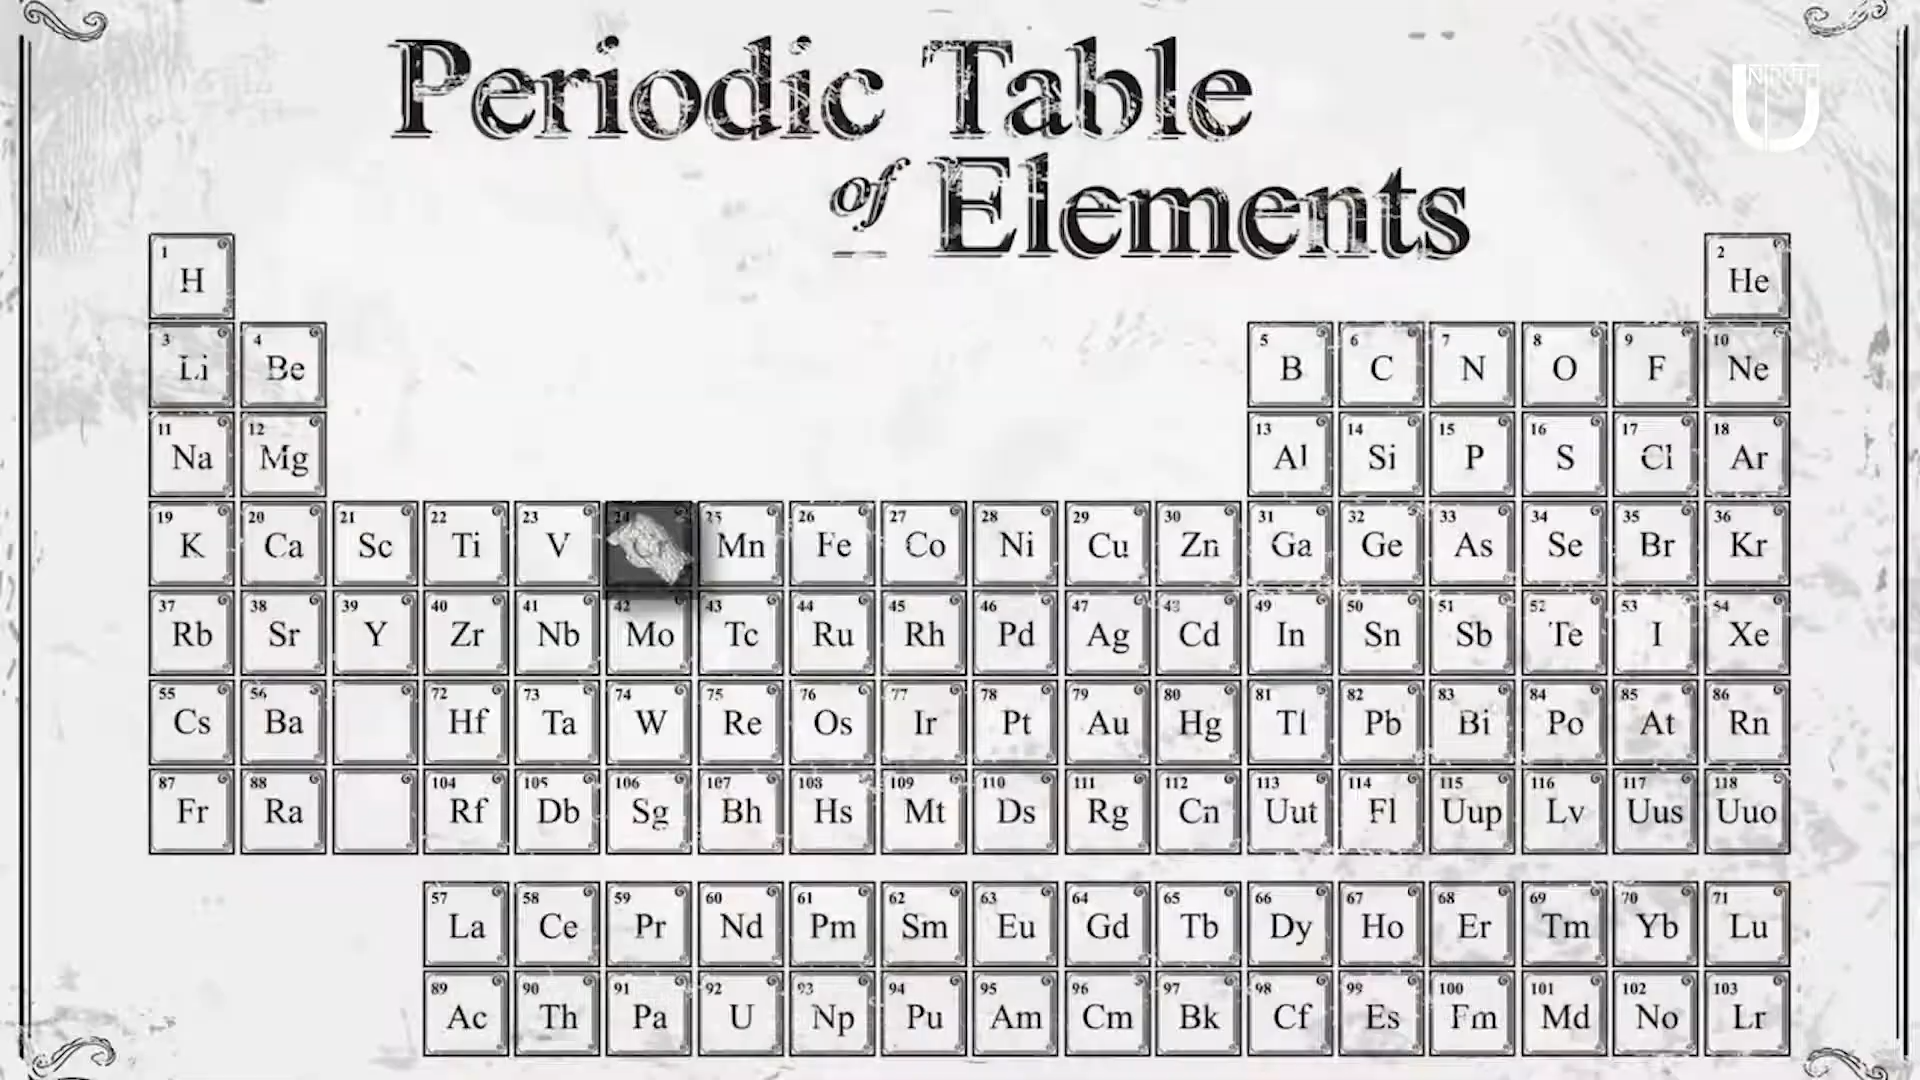 Periodic Table
of Elements
1 H 2 He
3 Li 4 Be 5 B 6 C 7 N 8 O 9 F 10 Ne
11 Na 12 Mg 13 Al 14 Si 15 P 16 S 17 Cl 18 Ar
19 K 20 Ca 21 Sc 22 Ti 23 V 24 25 Mn 26 Fe 27 Co 28 Ni 29 Cu 30 Zn 31 Ga 32 Ge 33 As 34 Se 35 Br 36 Kr
37 Rb 38 Sr 39 Y 40 Zr 41 Nb 42 Mo 43 Tc 44 Ru 45 Rh 46 Pd 47 Ag 48 Cd 49 In 50 Sn 51 Sb 52 Te 53 I 54 Xe
55 Cs 56 Ba 72 Hf 73 Ta 74 W 75 Re 76 Os 77 Ir 78 Pt 79 Au 80 Hg 81 Tl 82 Pb 83 Bi 84 Po 85 At 86 Rn
87 Fr 88 Ra 104 Rf 105 Db 106 Sg 107 Bh 108 Hs 109 Mt 110 Ds 111 Rg 112 Cn 113 Uut 114 Fl 115 Uup 116 Lv 117 Uus 118 Uuo
57 La 58 Ce 59 Pr 60 Nd 61 Pm 62 Sm 63 Eu 64 Gd 65 Tb 66 Dy 67 Ho 68 Er 69 Tm 70 Yb 71 Lu
89 Ac 90 Th 91 Pa 92 U 93 Np 94 Pu 95 Am 96 Cm 97 Bk 98 Cf 99 Es 100 Fm 101 Md 102 No 103 Lr